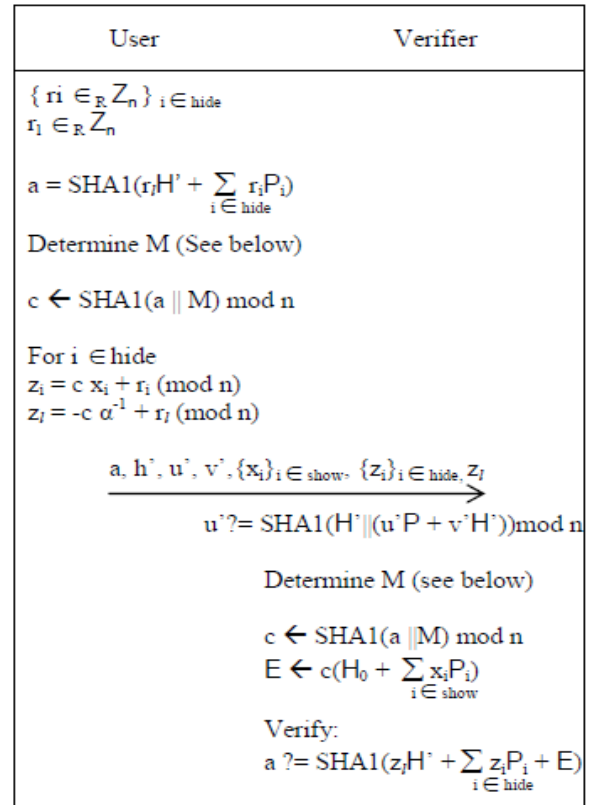 User Verifier
{ ri ∈R Zn } i ∈ hide
rl ∈R Zn
a = SHA1(rlH' + ∑ riPi)
i ∈ hide
Determine M (See below)
c ← SHA1(a || M) mod n
For i ∈ hide
zi = c xi + ri (mod n)
zl = -c α-1 + rl (mod n)
a, h', u', v', {xi}i ∈ show, {zi}i ∈ hide, zl
u'?= SHA1(H'||(u'P + v'H'))mod n
Determine M (see below)
c ← SHA1(a ||M) mod n
E ← c(H0 + ∑ xiPi)
i ∈ show
Verify:
a ?= SHA1(zlH' + ∑ ziPi + E)
i ∈ hide